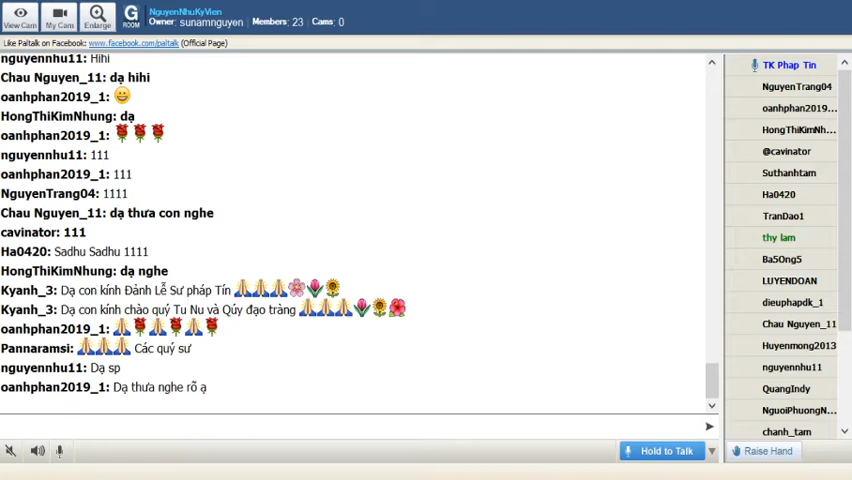 View Cam
My Cams
Enlarge
G
ROOM
NguyenNhuKyVien
Owner: sunamnguyen Members: 23 Cams: 0
Like Paltalk on Facebook: www.facebook.com/paltalk (Official Page)
nguyennhu11: Hihi
Chau Nguyen_11: dạ hihi
oanhphan2019_1:
HongThiKimNhung: dạ
oanhphan2019_1:
nguyennhu11: 111
oanhphan2019_1: 111
NguyenTrang04: 1111
Chau Nguyen_11: dạ thưa con nghe
cavinator: 111
Ha0420: Sadhu Sadhu 1111
HongThiKimNhung: dạ nghe
Kyanh_3: Dạ con kính Đảnh Lễ Sư pháp Tín
Kyanh_3: Dạ con kính chào quý Tu Nu và Qúy đạo tràng
oanhphan2019_1:
Pannaramsi: Các quý sư
nguyennhu11: Dạ sp
oanhphan2019_1: Dạ thưa nghe rõ ạ
Hold to Talk
TK Phap Tin
NguyenTrang04
oanhphan2019...
HongThiKimNh...
@cavinator
Suthanhtam
Ha0420
TranDao1
thy lam
Ba5Ong5
LUYENDOAN
dieuphapdk_1
Chau Nguyen_11
Huyenmong2013
nguyennhu11
QuangIndy
NguoiPhuongN...
chanh_tam
Raise Hand